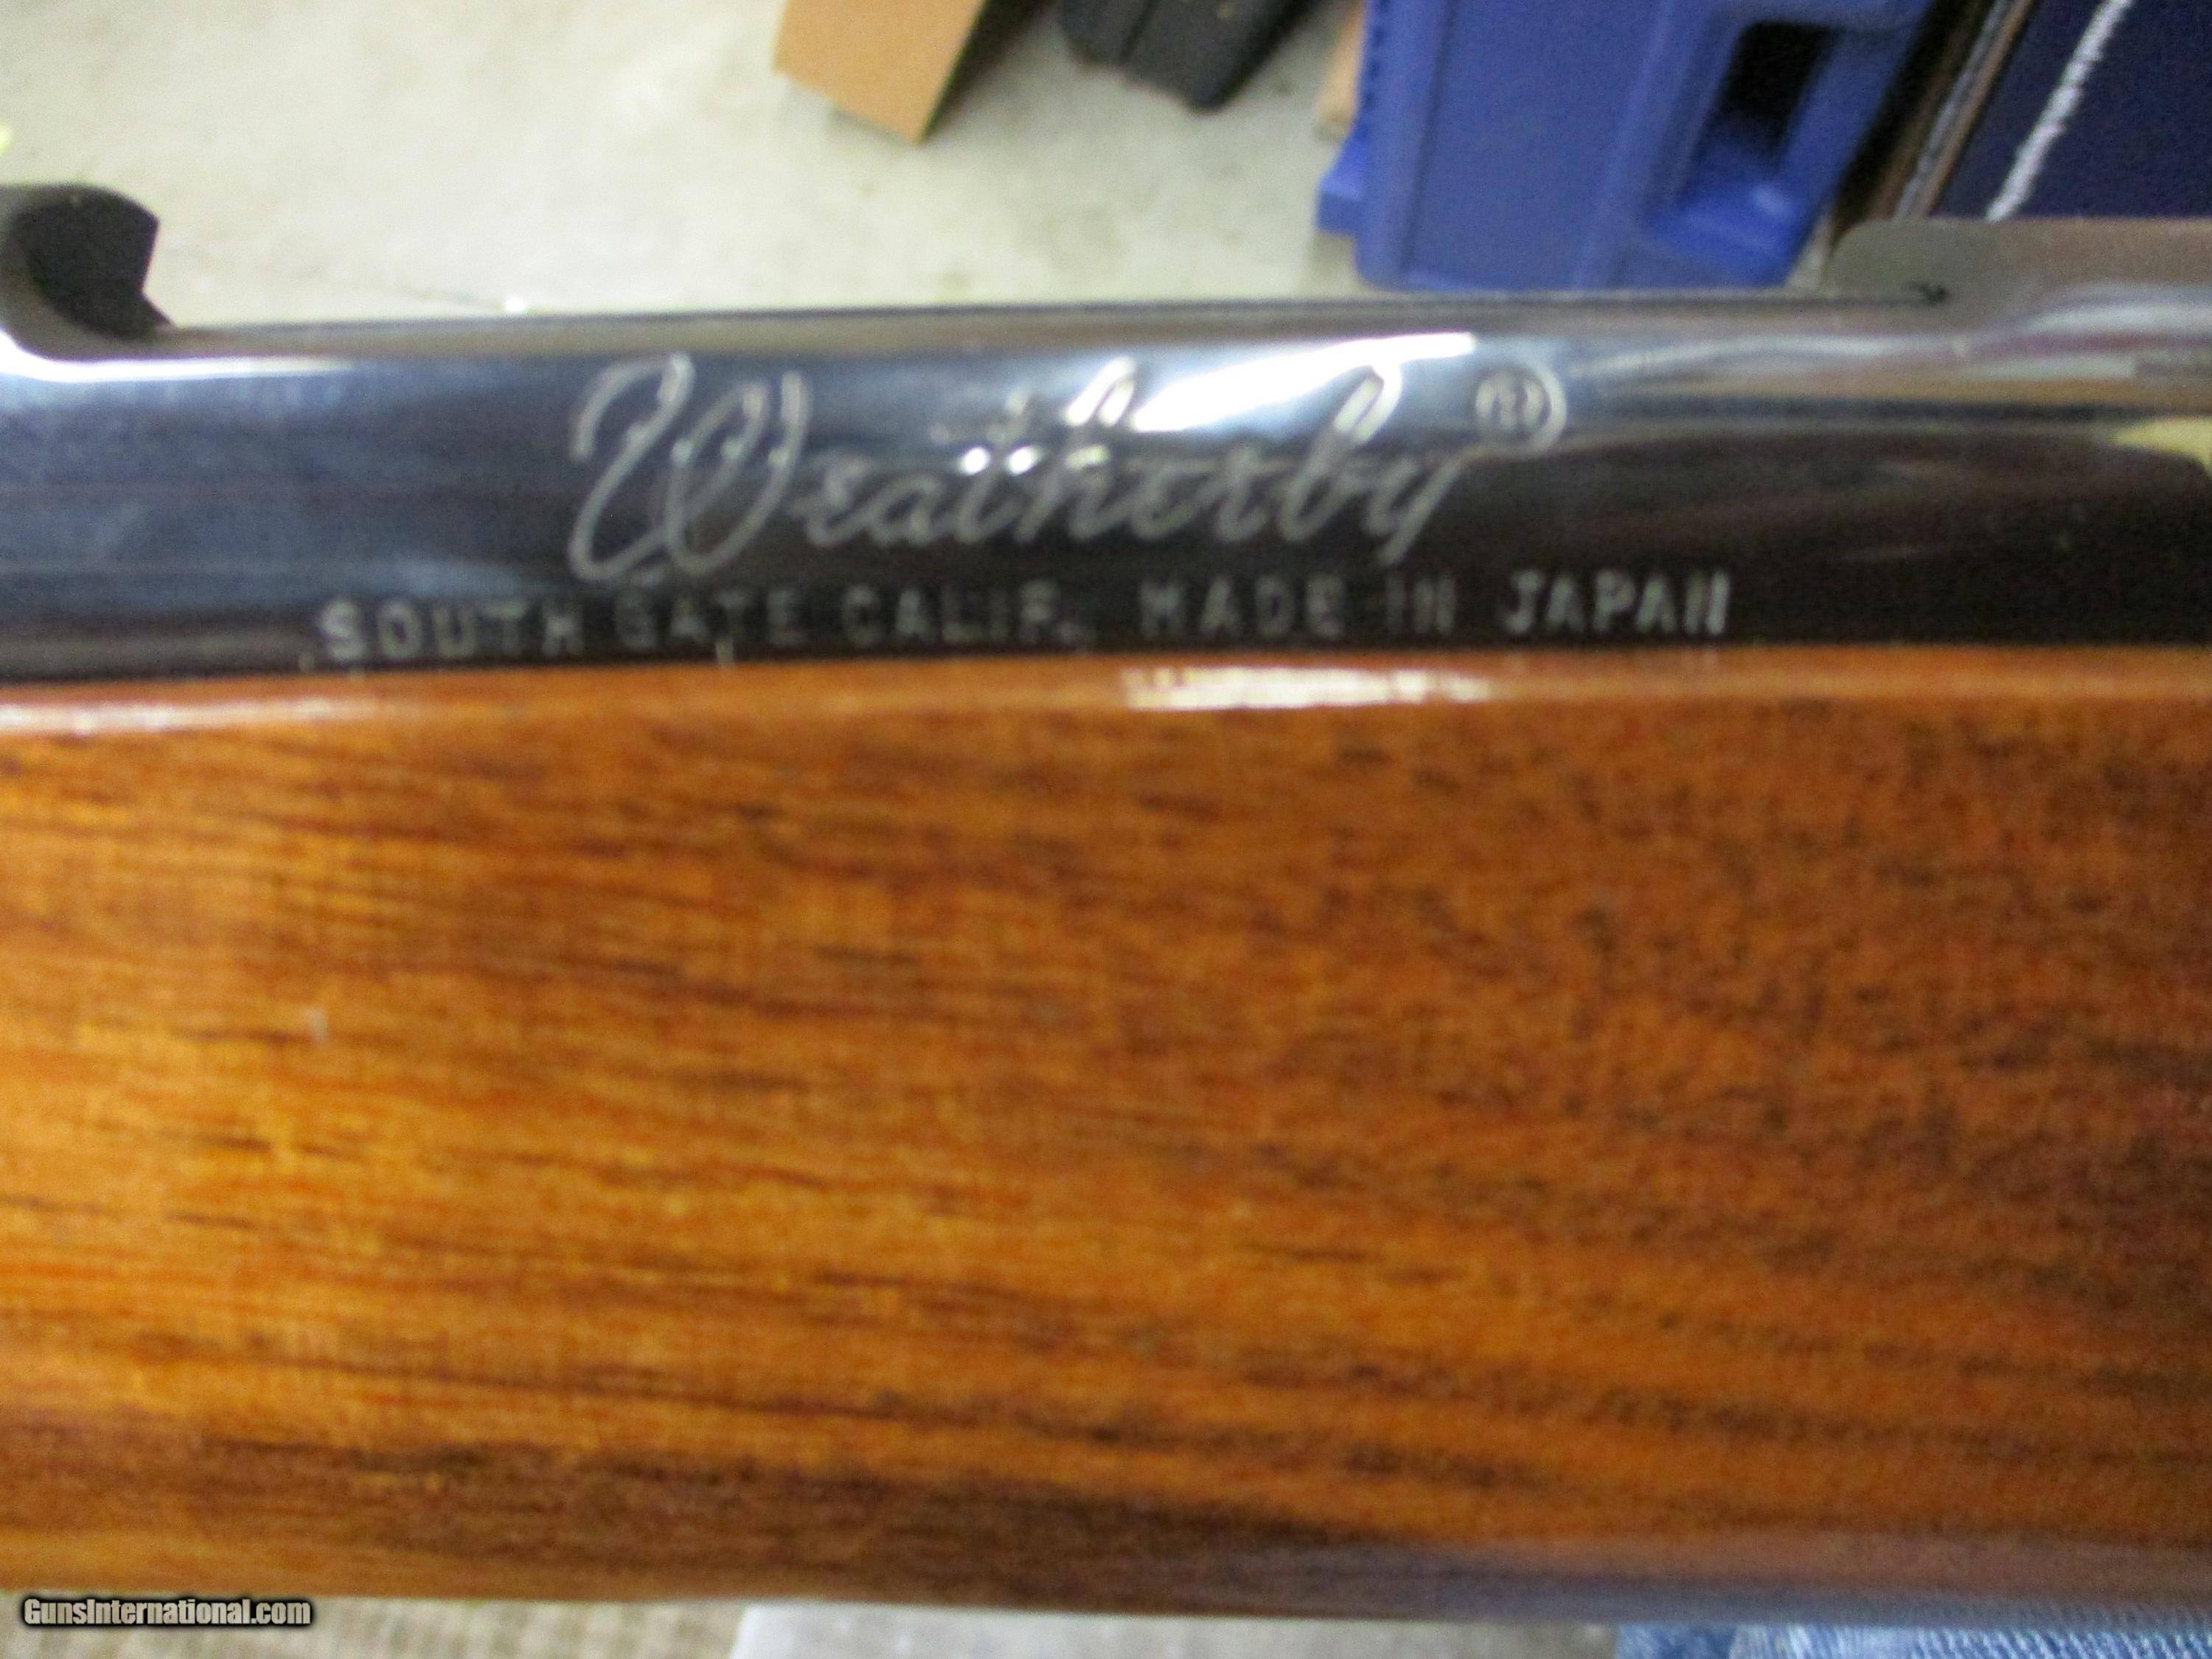 Weatherby®
SOUTH GATE CALIF. MADE IN JAPAN
GunsInternational.com